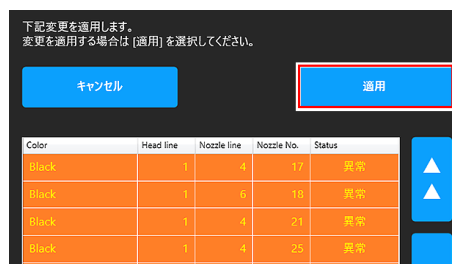 下記変更を適用します。
変更を適用する場合は [適用] を選択してください。
キャンセル 適用
Color Head line Nozzle line Nozzle No. Status
Black 1 4 17 異常
Black 1 6 18 異常
Black 1 4 21 異常
Black 1 4 25 異常